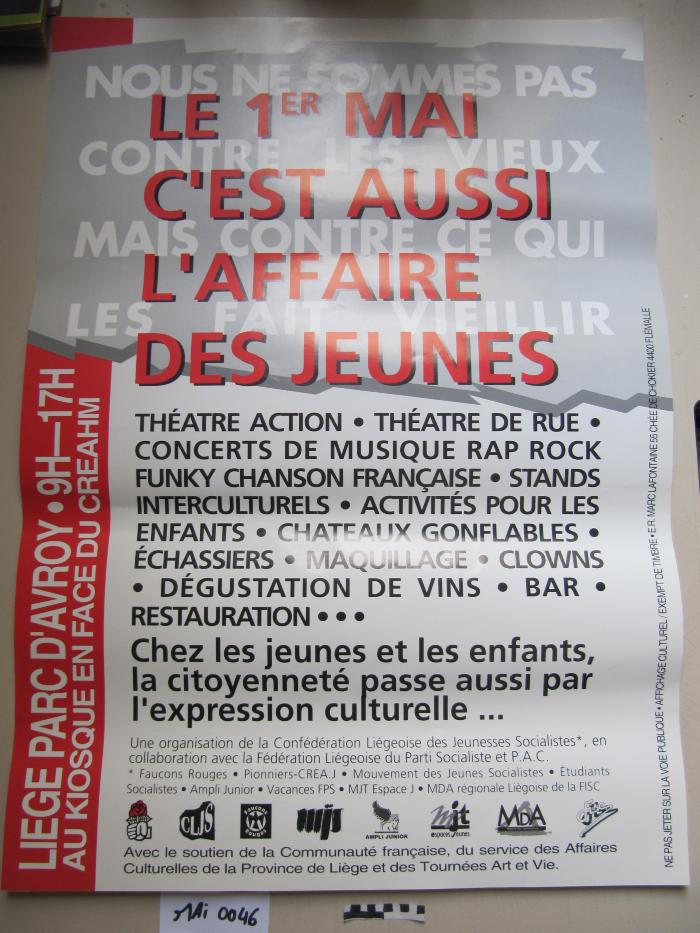 NOUS NE SOMMES PAS
LE 1ER MAI
CONTRE LES VIEUX
C'EST AUSSI
MAIS CONTRE CE QUI
L'AFFAIRE
LES FAIT VIEILLIR
DES JEUNES
LIEGE PARC D'AVROY • 9H—17H
AU KIOSQUE EN FACE DU CREAHM
THÉATRE ACTION • THÉATRE DE RUE •
CONCERTS DE MUSIQUE RAP ROCK
FUNKY CHANSON FRANÇAISE • STANDS
INTERCULTURELS • ACTIVITÉS POUR LES
ENFANTS • CHATEAUX GONFLABLES •
ÉCHASSIERS • MAQUILLAGE • CLOWNS
• DÉGUSTATION DE VINS • BAR •
RESTAURATION • • •
Chez les jeunes et les enfants,
la citoyenneté passe aussi par
l'expression culturelle ...
Une organisation de la Confédération Liégeoise des Jeunesses Socialistes*, en
collaboration avec la Fédération Liégeoise du Parti Socialiste et P.A.C.
* Faucons Rouges • Pionniers-CREA.J • Mouvement des Jeunes Socialistes • Étudiants
Socialistes • Ampli Junior • Vacances FPS • MJT Espace J • MDA régionale Liégeoise de la FISC
CLJS
FAUCONS ROUGES
mjs
AMPLI JUNIOR
mjt
espaces jeunes
MDA
Avec le soutien de la Communauté française, du service des Affaires
Culturelles de la Province de Liège et des Tournées Art et Vie.
NE PAS JETER SUR LA VOIE PUBLIQUE • AFFICHAGE CULTUREL / EXEMPT DE TIMBRE • E.R. MARC LAFONTAINE 55 CHÉE DE CHOKIER 4400 FLÉMALLE
MAi 0046